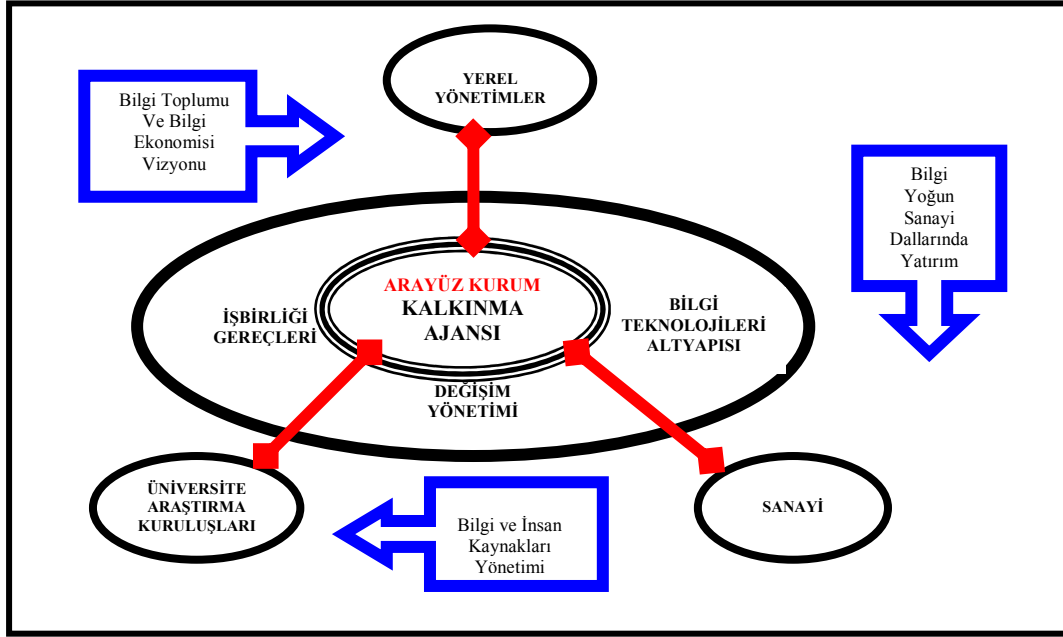 YEREL
YÖNETİMLER
Bilgi Toplumu
Ve Bilgi
Ekonomisi
Vizyonu
Bilgi
Yoğun
Sanayi
Dallarında
Yatırım
ARAYÜZ KURUM
KALKINMA
AJANSI
İŞBİRLİĞİ
GEREÇLERİ
BİLGİ
TEKNOLOJİLERİ
ALTYAPISI
DEĞİŞİM
YÖNETİMİ
ÜNİVERSİTE
ARAŞTIRMA
KURULUŞLARI
Bilgi ve İnsan
Kaynakları
Yönetimi
SANAYİ